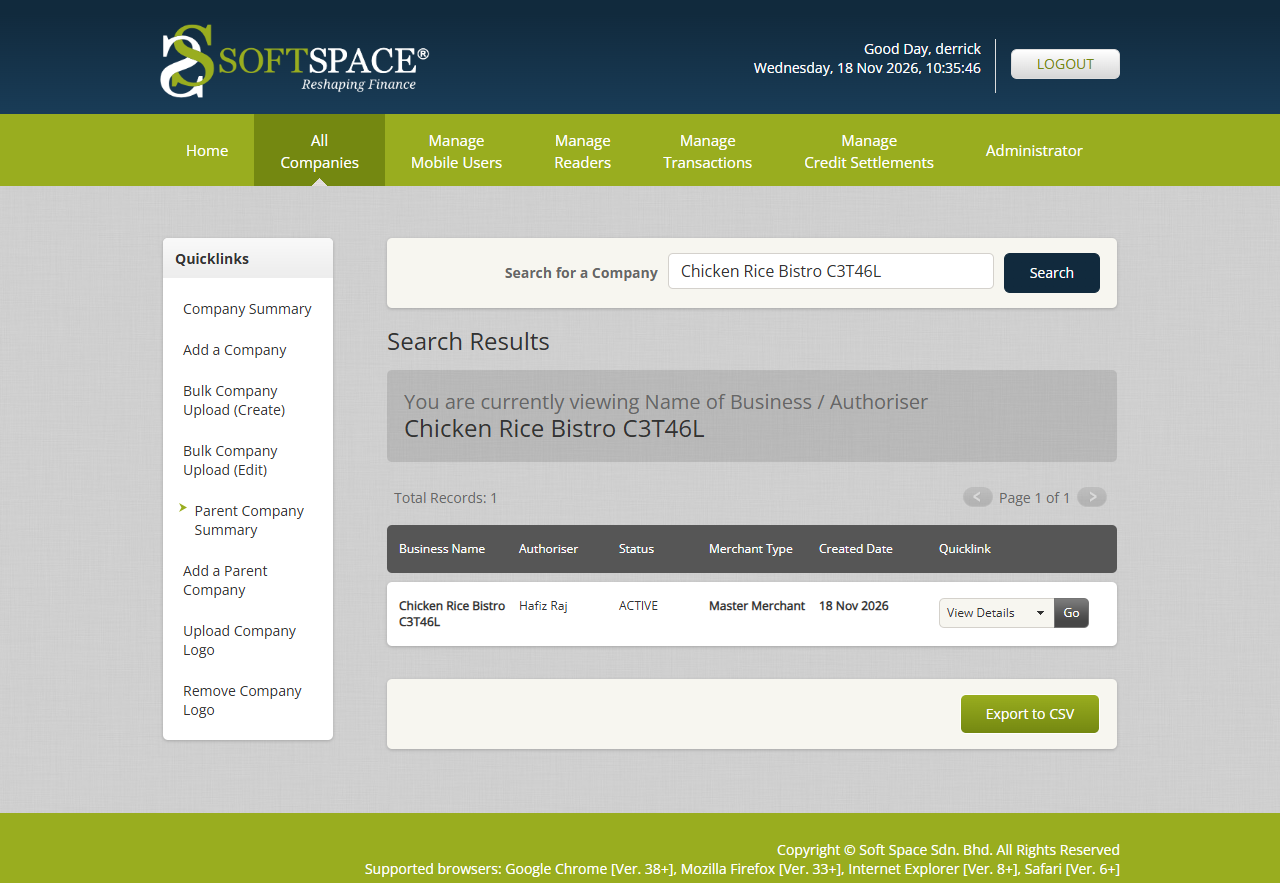 SOFTSPACE®
Reshaping Finance
Good Day, derrick
Wednesday, 18 Nov 2026, 10:35:46
LOGOUT
Home
All
Companies
Manage
Mobile Users
Manage
Readers
Manage
Transactions
Manage
Credit Settlements
Administrator
Quicklinks
Company Summary
Add a Company
Bulk Company
Upload (Create)
Bulk Company
Upload (Edit)
Parent Company
Summary
Add a Parent
Company
Upload Company
Logo
Remove Company
Logo
Search for a Company
Chicken Rice Bistro C3T46L
Search
Search Results
You are currently viewing Name of Business / Authoriser
Chicken Rice Bistro C3T46L
Total Records: 1
< Page 1 of 1 >
Business Name Authoriser Status Merchant Type Created Date Quicklink
Chicken Rice Bistro Hafiz Raj ACTIVE Master Merchant 18 Nov 2026 View Details Go
C3T46L
Export to CSV
Copyright © Soft Space Sdn. Bhd. All Rights Reserved
Supported browsers: Google Chrome [Ver. 38+], Mozilla Firefox [Ver. 33+], Internet Explorer [Ver. 8+], Safari [Ver. 6+]